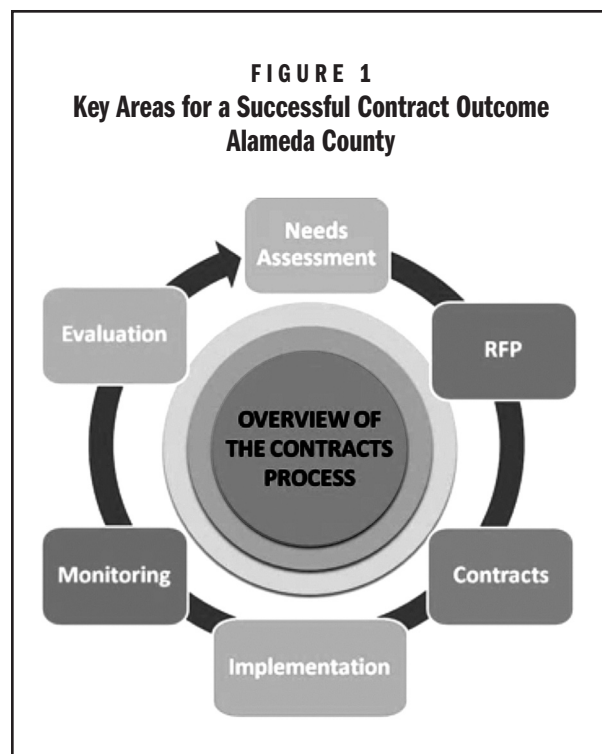 FIGURE 1
Key Areas for a Successful Contract Outcome
Alameda County
Needs
Assessment
RFP
Contracts
Implementation
Monitoring
Evaluation
OVERVIEW OF
THE CONTRACTS
PROCESS